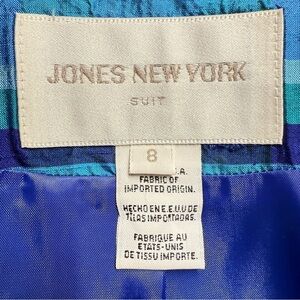 JONES NEW YORK
SUIT
8
.A.
FABRIC OF
IMPORTED ORIGIN.
HECHO EN E.E.U.U DE
TELAS IMPORTADAS.
FABRIQUE AU
ETATS-UNIS
DE TISSU IMPORTE.